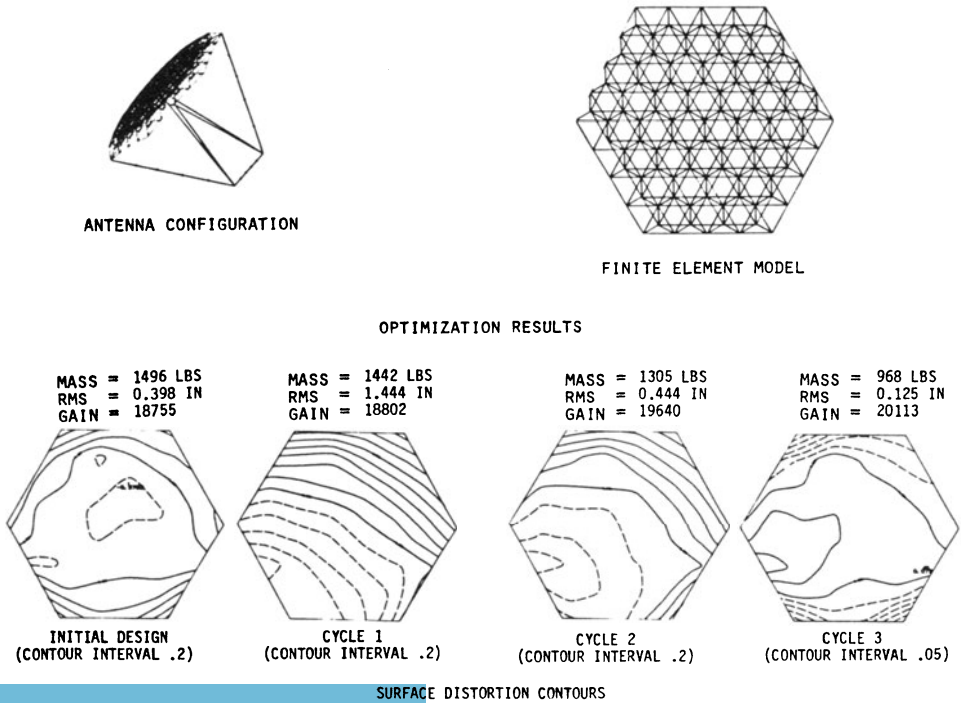 ANTENNA CONFIGURATION
FINITE ELEMENT MODEL
OPTIMIZATION RESULTS
MASS = 1496 LBS
RMS = 0.398 IN
GAIN = 18755
MASS = 1442 LBS
RMS = 1.444 IN
GAIN = 18802
MASS = 1305 LBS
RMS = 0.444 IN
GAIN = 19640
MASS = 968 LBS
RMS = 0.125 IN
GAIN = 20113
INITIAL DESIGN
(CONTOUR INTERVAL .2)
CYCLE 1
(CONTOUR INTERVAL .2)
CYCLE 2
(CONTOUR INTERVAL .2)
CYCLE 3
(CONTOUR INTERVAL .05)
SURFACE DISTORTION CONTOURS